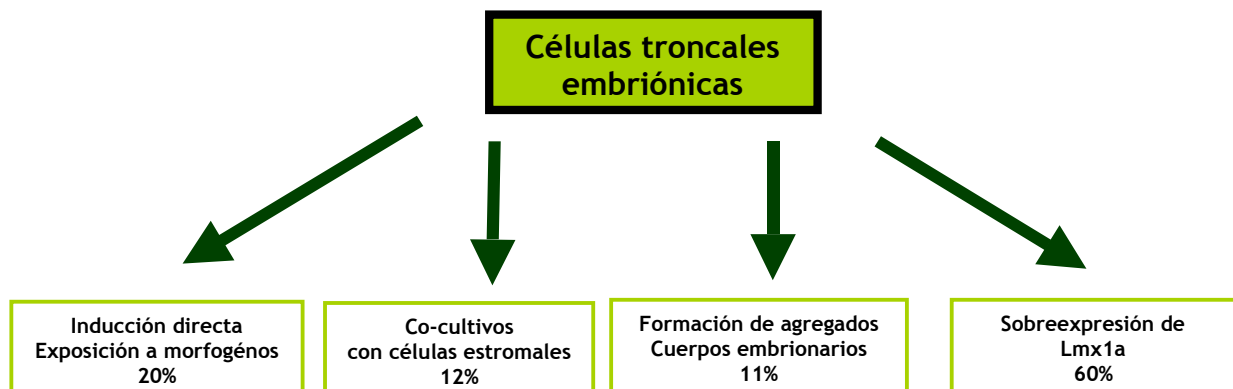 Células troncales
embriónicas
Inducción directa
Exposición a morfogénos
20%
Co-cultivos
con células estromales
12%
Formación de agregados
Cuerpos embrionarios
11%
Sobreexpresión de
Lmx1a
60%